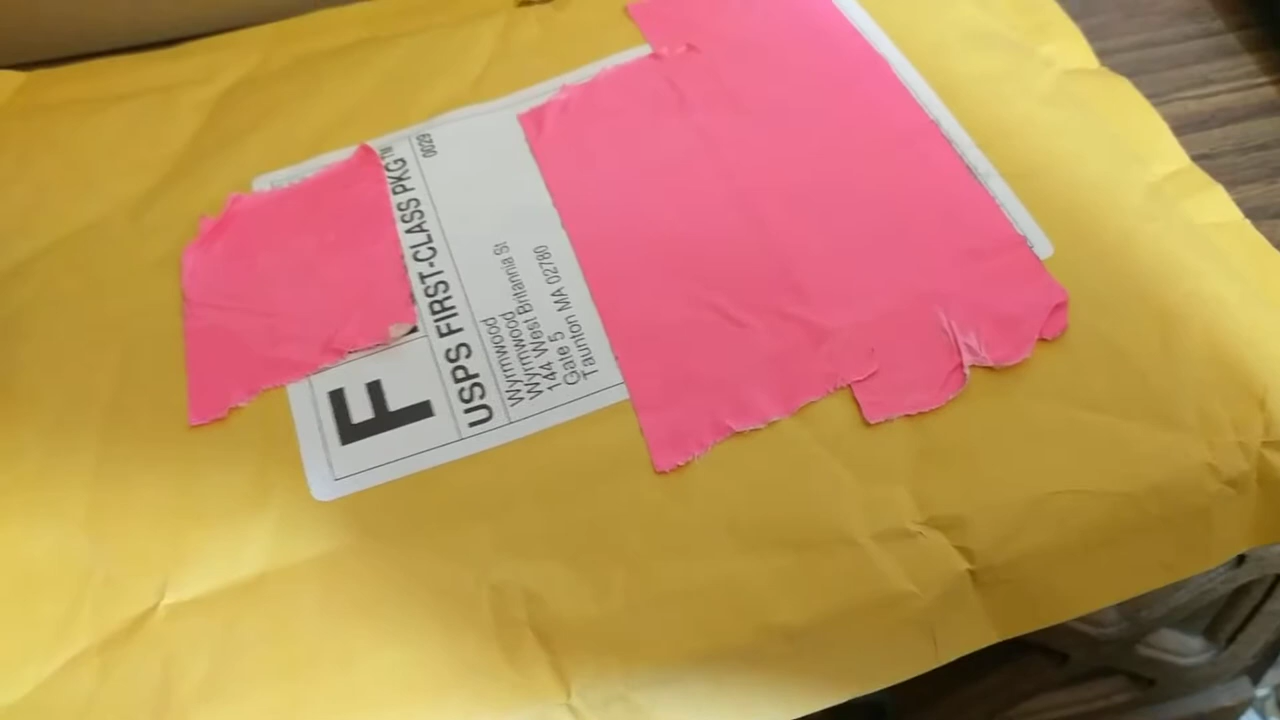 F
USPS FIRST-CLASS PKG™
0029
Wyrmwood
Wyrmwood
144 West Britannia St
Gate 5
Taunton MA 02780